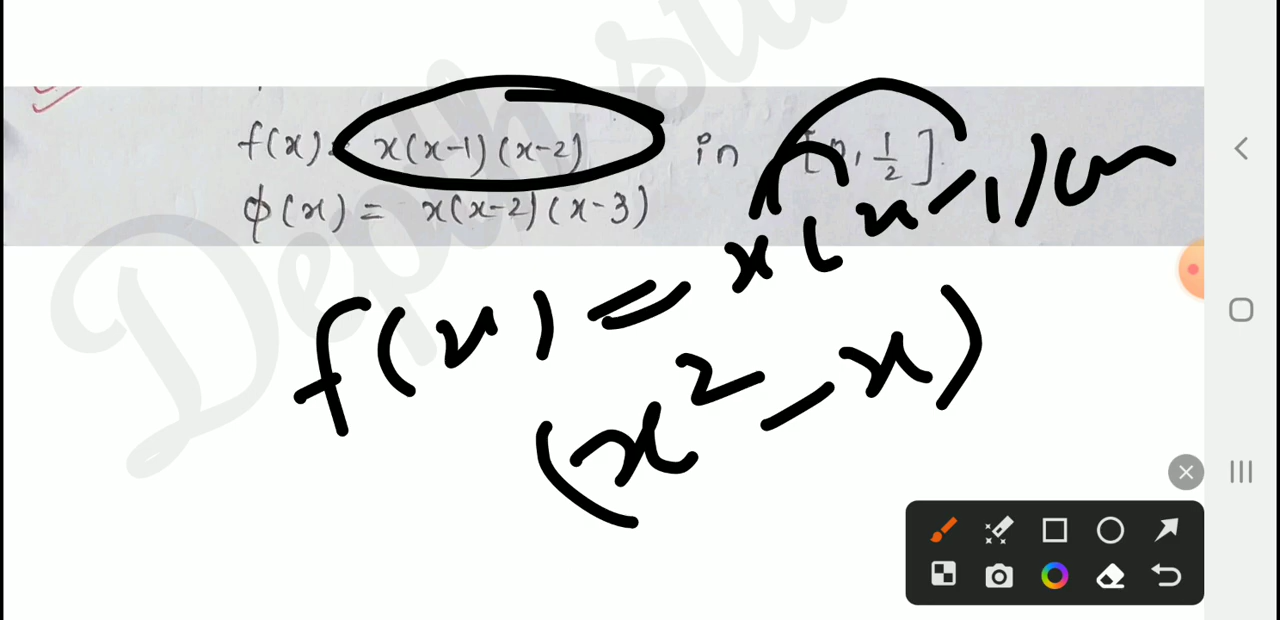 f(x) = x(x-1)(x-2) in [0, 1/2].
φ(x) = x(x-2)(x-3)
f(x) = x(x-1)
(x²-x)